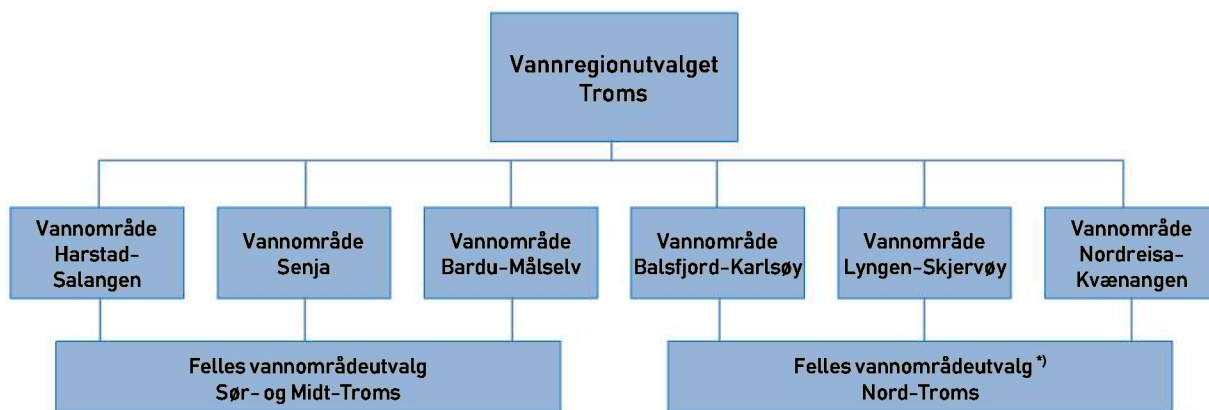 Vannregionutvalget
Troms
Vannområde
Harstad-
Salangen
Vannområde
Senja
Vannområde
Bardu-Målselv
Vannområde
Balsfjord-Karlsøy
Vannområde
Lyngen-Skjervøy
Vannområde
Nordreisa-
Kvænangen
Felles vannområdeutvalg
Sør- og Midt-Troms
Felles vannområdeutvalg *)
Nord-Troms